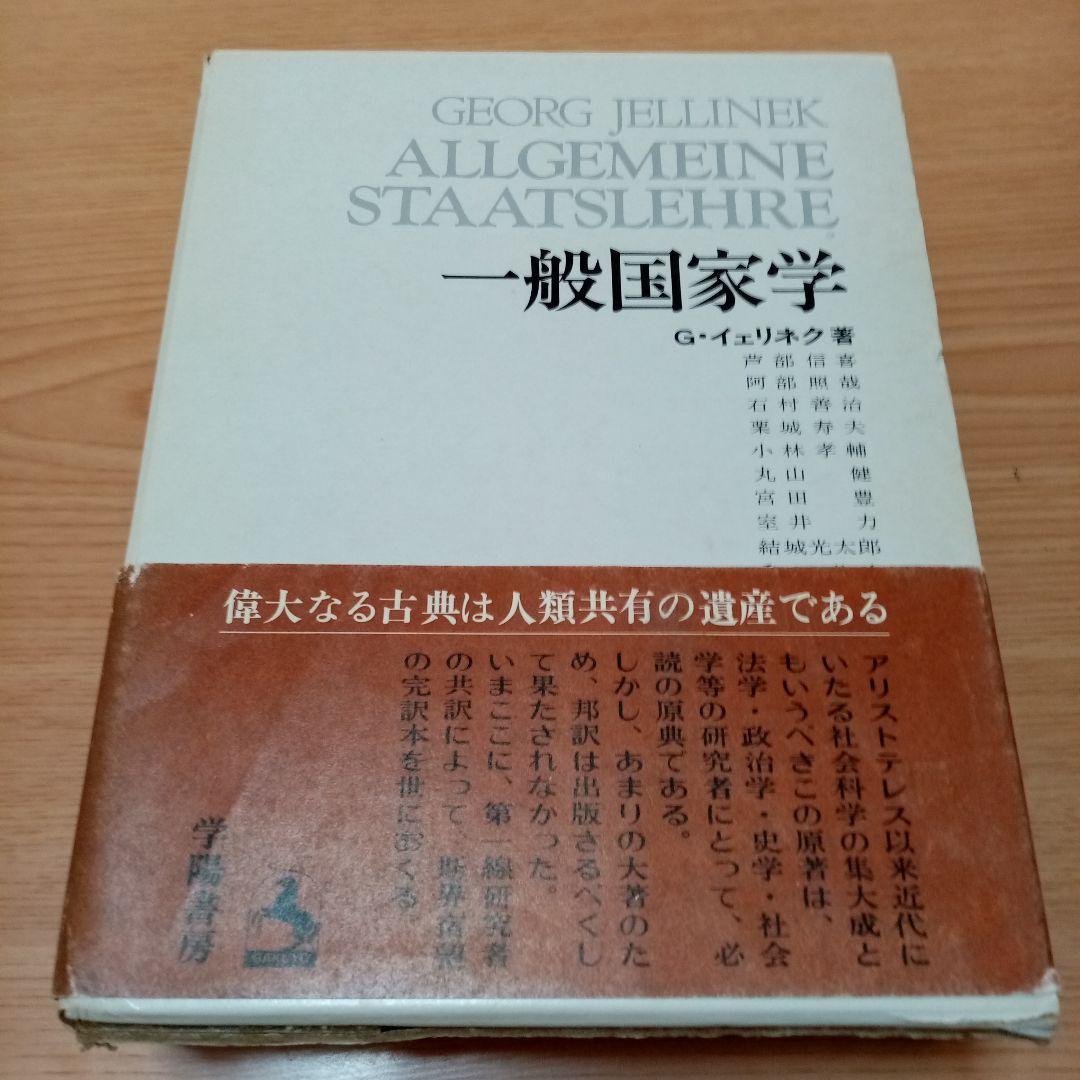 GEORG JELLINEK
ALLGEMEINE
STAATSLEHRE
一般国家学
G・イェリネク著
芦部信喜
阿部照哉
石村善治
栗城寿夫
小林孝輔
丸山健
宮田豊
室井力
結城光太郎
偉大なる古典は人類共有の遺産である
アリストテレス以来近代に
いたる社会科学の集大成と
もいうべきこの原著は、
法学・政治学・史学・社会
学等の研究者にとって、必
読の原典である。
しかし、あまりの大著のた
め、邦訳は出版さるべくし
て果たされなかった。
いまここに、第一線研究者
の共訳によって、斯界待望
の完訳本を世におくる
学陽書房
GAKUYO